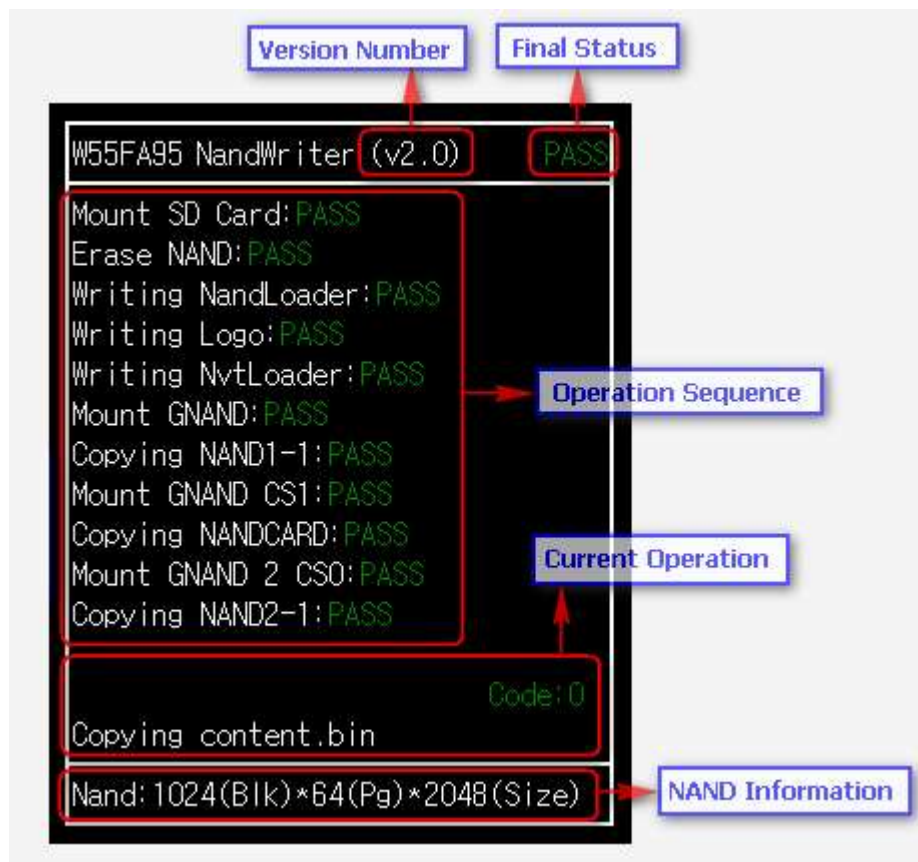 Version Number
Final Status
W55FA95 NandWriter (v2.0) PASS
Mount SD Card:PASS
Erase NAND:PASS
Writing NandLoader:PASS
Writing Logo:PASS
Writing NvtLoader:PASS
Operation Sequence
Mount GNAND:PASS
Copying NAND1-1:PASS
Mount GNAND CS1:PASS
Copying NANDCARD:PASS
Current Operation
Mount GNAND 2 CS0:PASS
Copying NAND2-1:PASS
Code:0
Copying content.bin
Nand:1024(Blk)*64(Pg)*2048(Size)
NAND Information